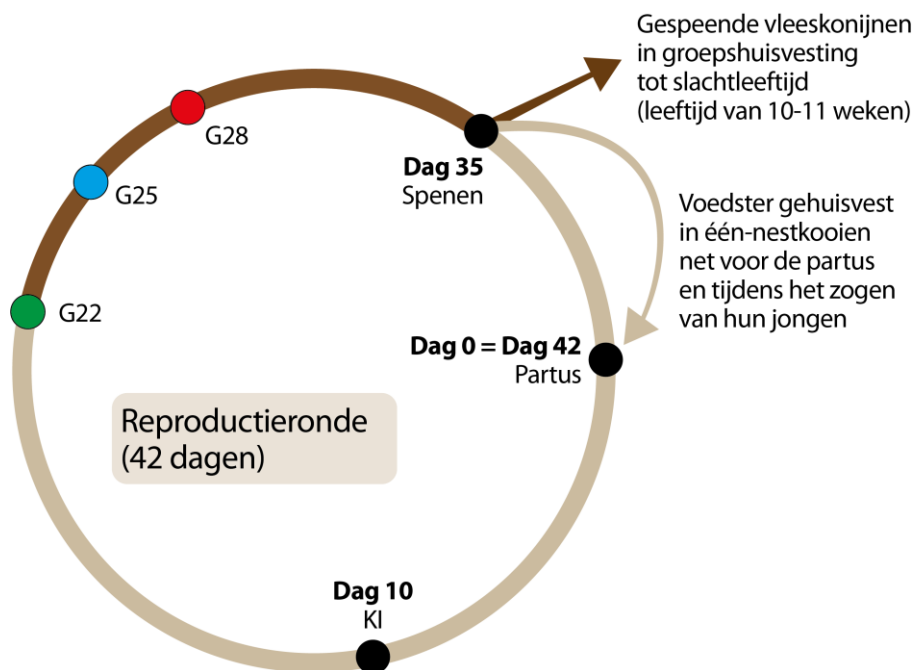 Gespeende vleeskonijnen
in groepshuisvesting
tot slachtleeftijd
(leeftijd van 10-11 weken)
G28
Dag 35
Spenen
G25
Voedster gehuisvest
in één-nestkooien
net voor de partus
en tijdens het zogen
van hun jongen
G22
Dag 0 = Dag 42
Partus
Reproductieronde
(42 dagen)
Dag 10
KI